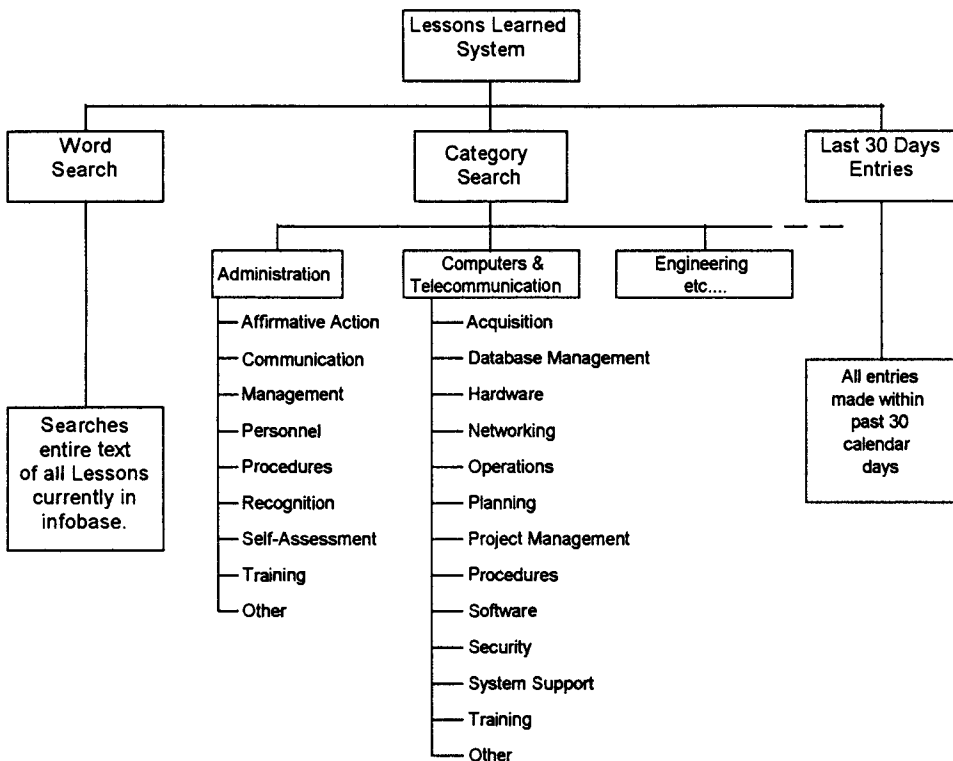 Lessons Learned
System
Word
Search
Category
Search
Last 30 Days
Entries
Administration
Computers &
Telecommunication
Engineering
etc....
Affirmative Action
Communication
Management
Personnel
Procedures
Recognition
Self-Assessment
Training
Other
Acquisition
Database Management
Hardware
Networking
Operations
Planning
Project Management
Procedures
Software
Security
System Support
Training
Other
Searches
entire text
of all Lessons
currently in
infobase.
All entries
made within
past 30
calendar
days